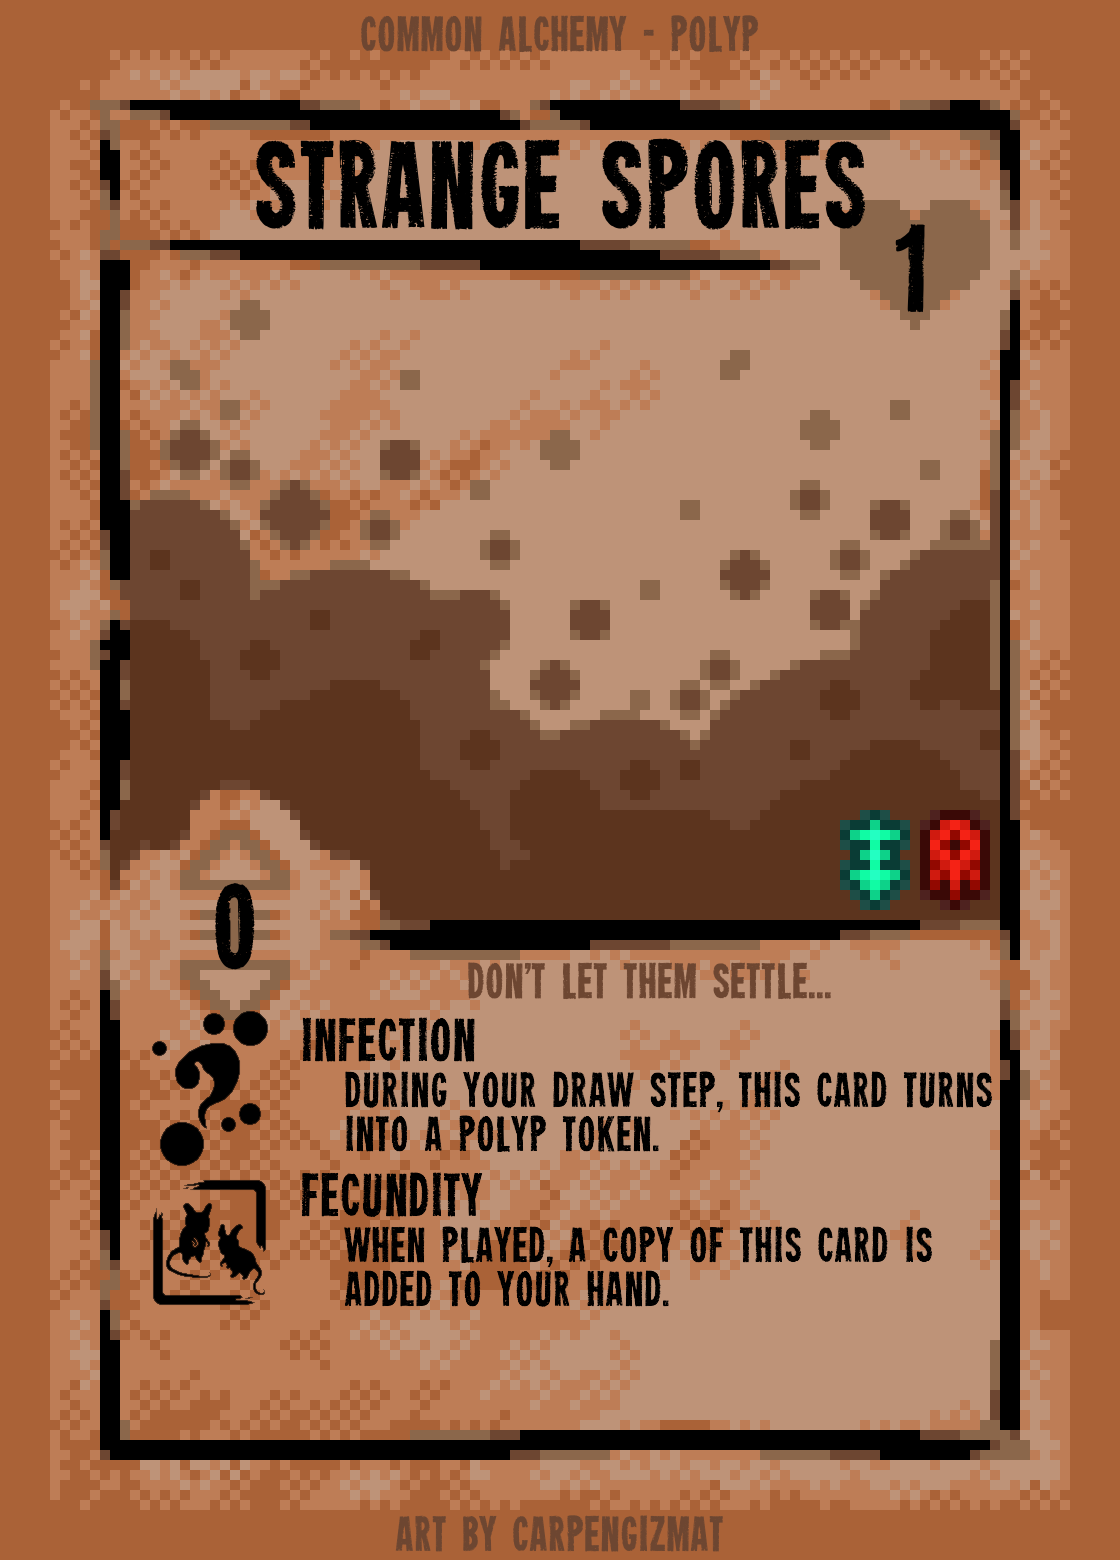 COMMON ALCHEMY - POLYP
STRANGE SPORES
1
0
DON'T LET THEM SETTLE...
INFECTION
DURING YOUR DRAW STEP, THIS CARD TURNS
INTO A POLYP TOKEN.
?
FECUNDITY
WHEN PLAYED, A COPY OF THIS CARD IS
ADDED TO YOUR HAND.
ART BY CARPENGIZMAT